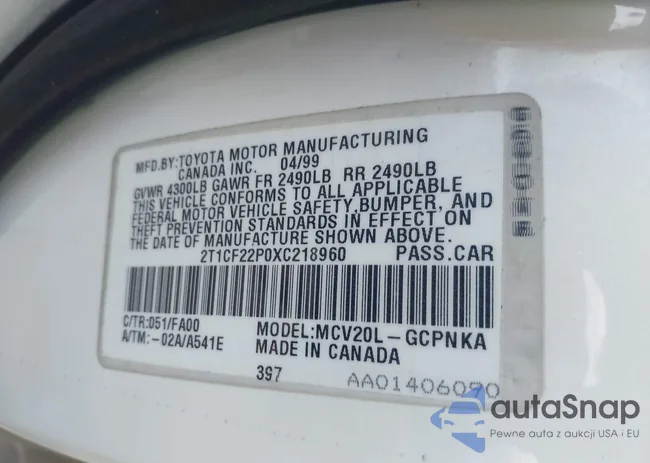 MFD.BY:TOYOTA MOTOR MANUFACTURING
CANADA INC. 04/99
GVWR 4300LB GAWR FR 2490LB RR 2490LB
THIS VEHICLE CONFORMS TO ALL APPLICABLE
FEDERAL MOTOR VEHICLE SAFETY,BUMPER, AND
THEFT PREVENTION STANDARDS IN EFFECT ON
THE DATE OF MANUFACTURE SHOWN ABOVE.
2T1CF22P0XC218960 PASS.CAR
C/TR:051/FA00 MODEL:MCV20L-GCPNKA
A/TM:-02A/A541E MADE IN CANADA
397 AA01406090
autaSnap
Pewne auta z aukcji USA i EU